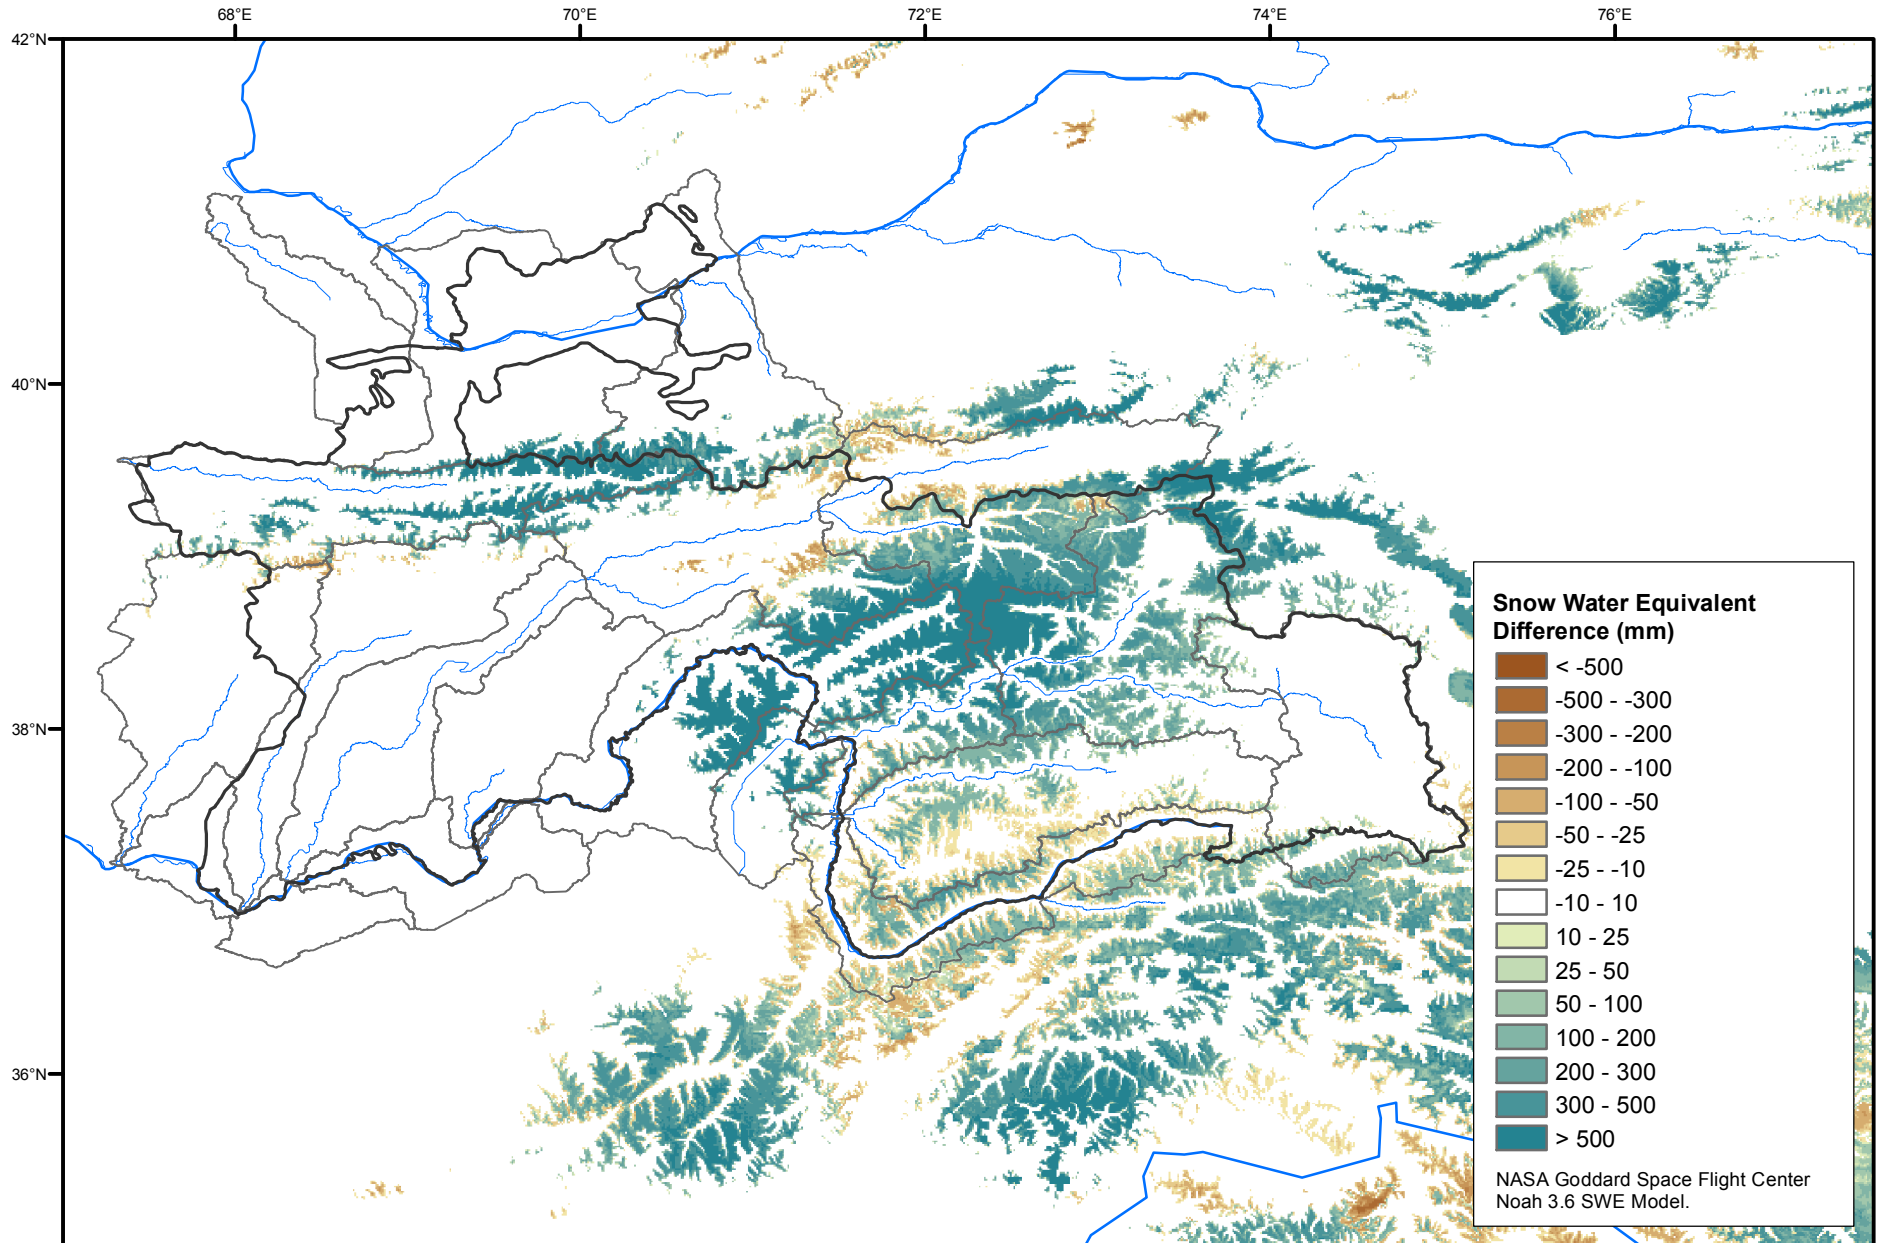 68°E 70°E 72°E 74°E 76°E
42°N
40°N
38°N
36°N
Snow Water Equivalent
Difference (mm)
< -500
-500 - -300
-300 - -200
-200 - -100
-100 - -50
-50 - -25
-25 - -10
-10 - 10
10 - 25
25 - 50
50 - 100
100 - 200
200 - 300
300 - 500
> 500
NASA Goddard Space Flight Center
Noah 3.6 SWE Model.